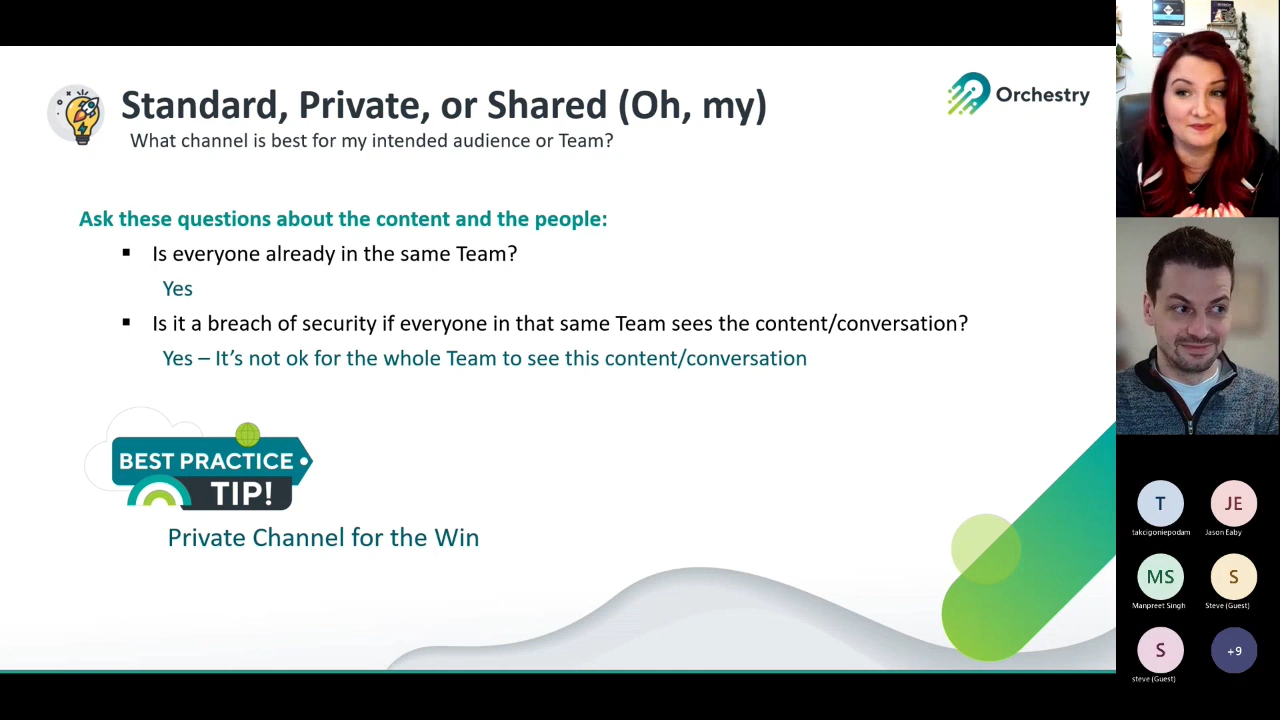 Standard, Private, or Shared (Oh, my)
What channel is best for my intended audience or Team?
Orchestry
Ask these questions about the content and the people:
Is everyone already in the same Team?
Yes
Is it a breach of security if everyone in that same Team sees the content/conversation?
Yes – It's not ok for the whole Team to see this content/conversation
BEST PRACTICE
TIP!
Private Channel for the Win
T
takcigoniepodam
JE
Jason Eaby
MS
Manpreet Singh
S
Steve (Guest)
S
steve (Guest)
+9